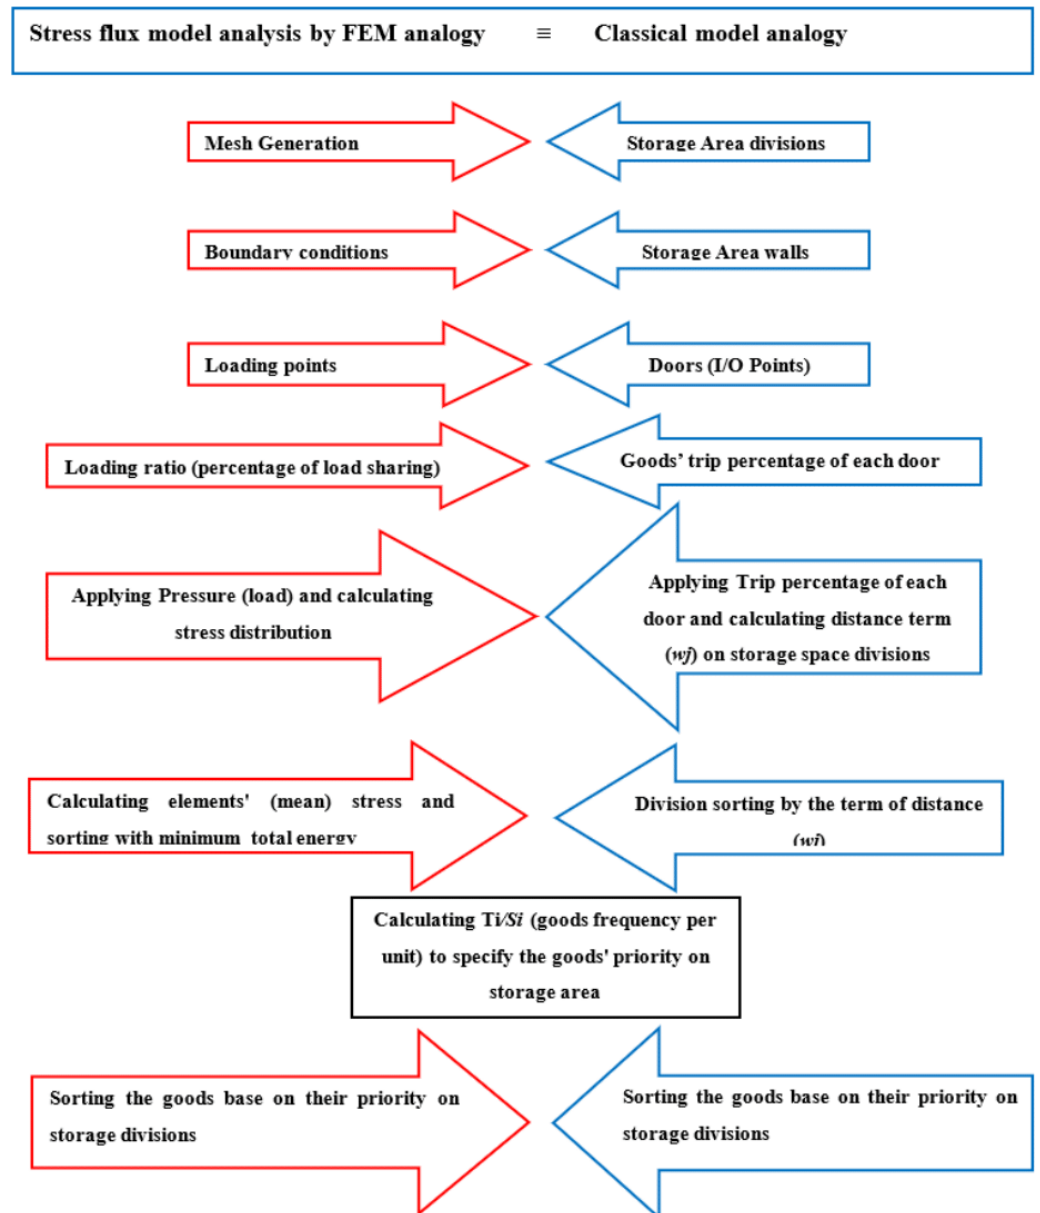 Stress flux model analysis by FEM analogy ≡ Classical model analogy
Mesh Generation
Storage Area divisions
Boundary conditions
Storage Area walls
Loading points
Doors (I/O Points)
Loading ratio (percentage of load sharing)
Goods' trip percentage of each door
Applying Pressure (load) and calculating
stress distribution
Applying Trip percentage of each
door and calculating distance term
(wj) on storage space divisions
Calculating elements' (mean) stress and
sorting with minimum total energy
Division sorting by the term of distance
(wj)
Calculating Ti/Si (goods frequency per
unit) to specify the goods' priority on
storage area
Sorting the goods base on their priority on
storage divisions
Sorting the goods base on their priority on
storage divisions